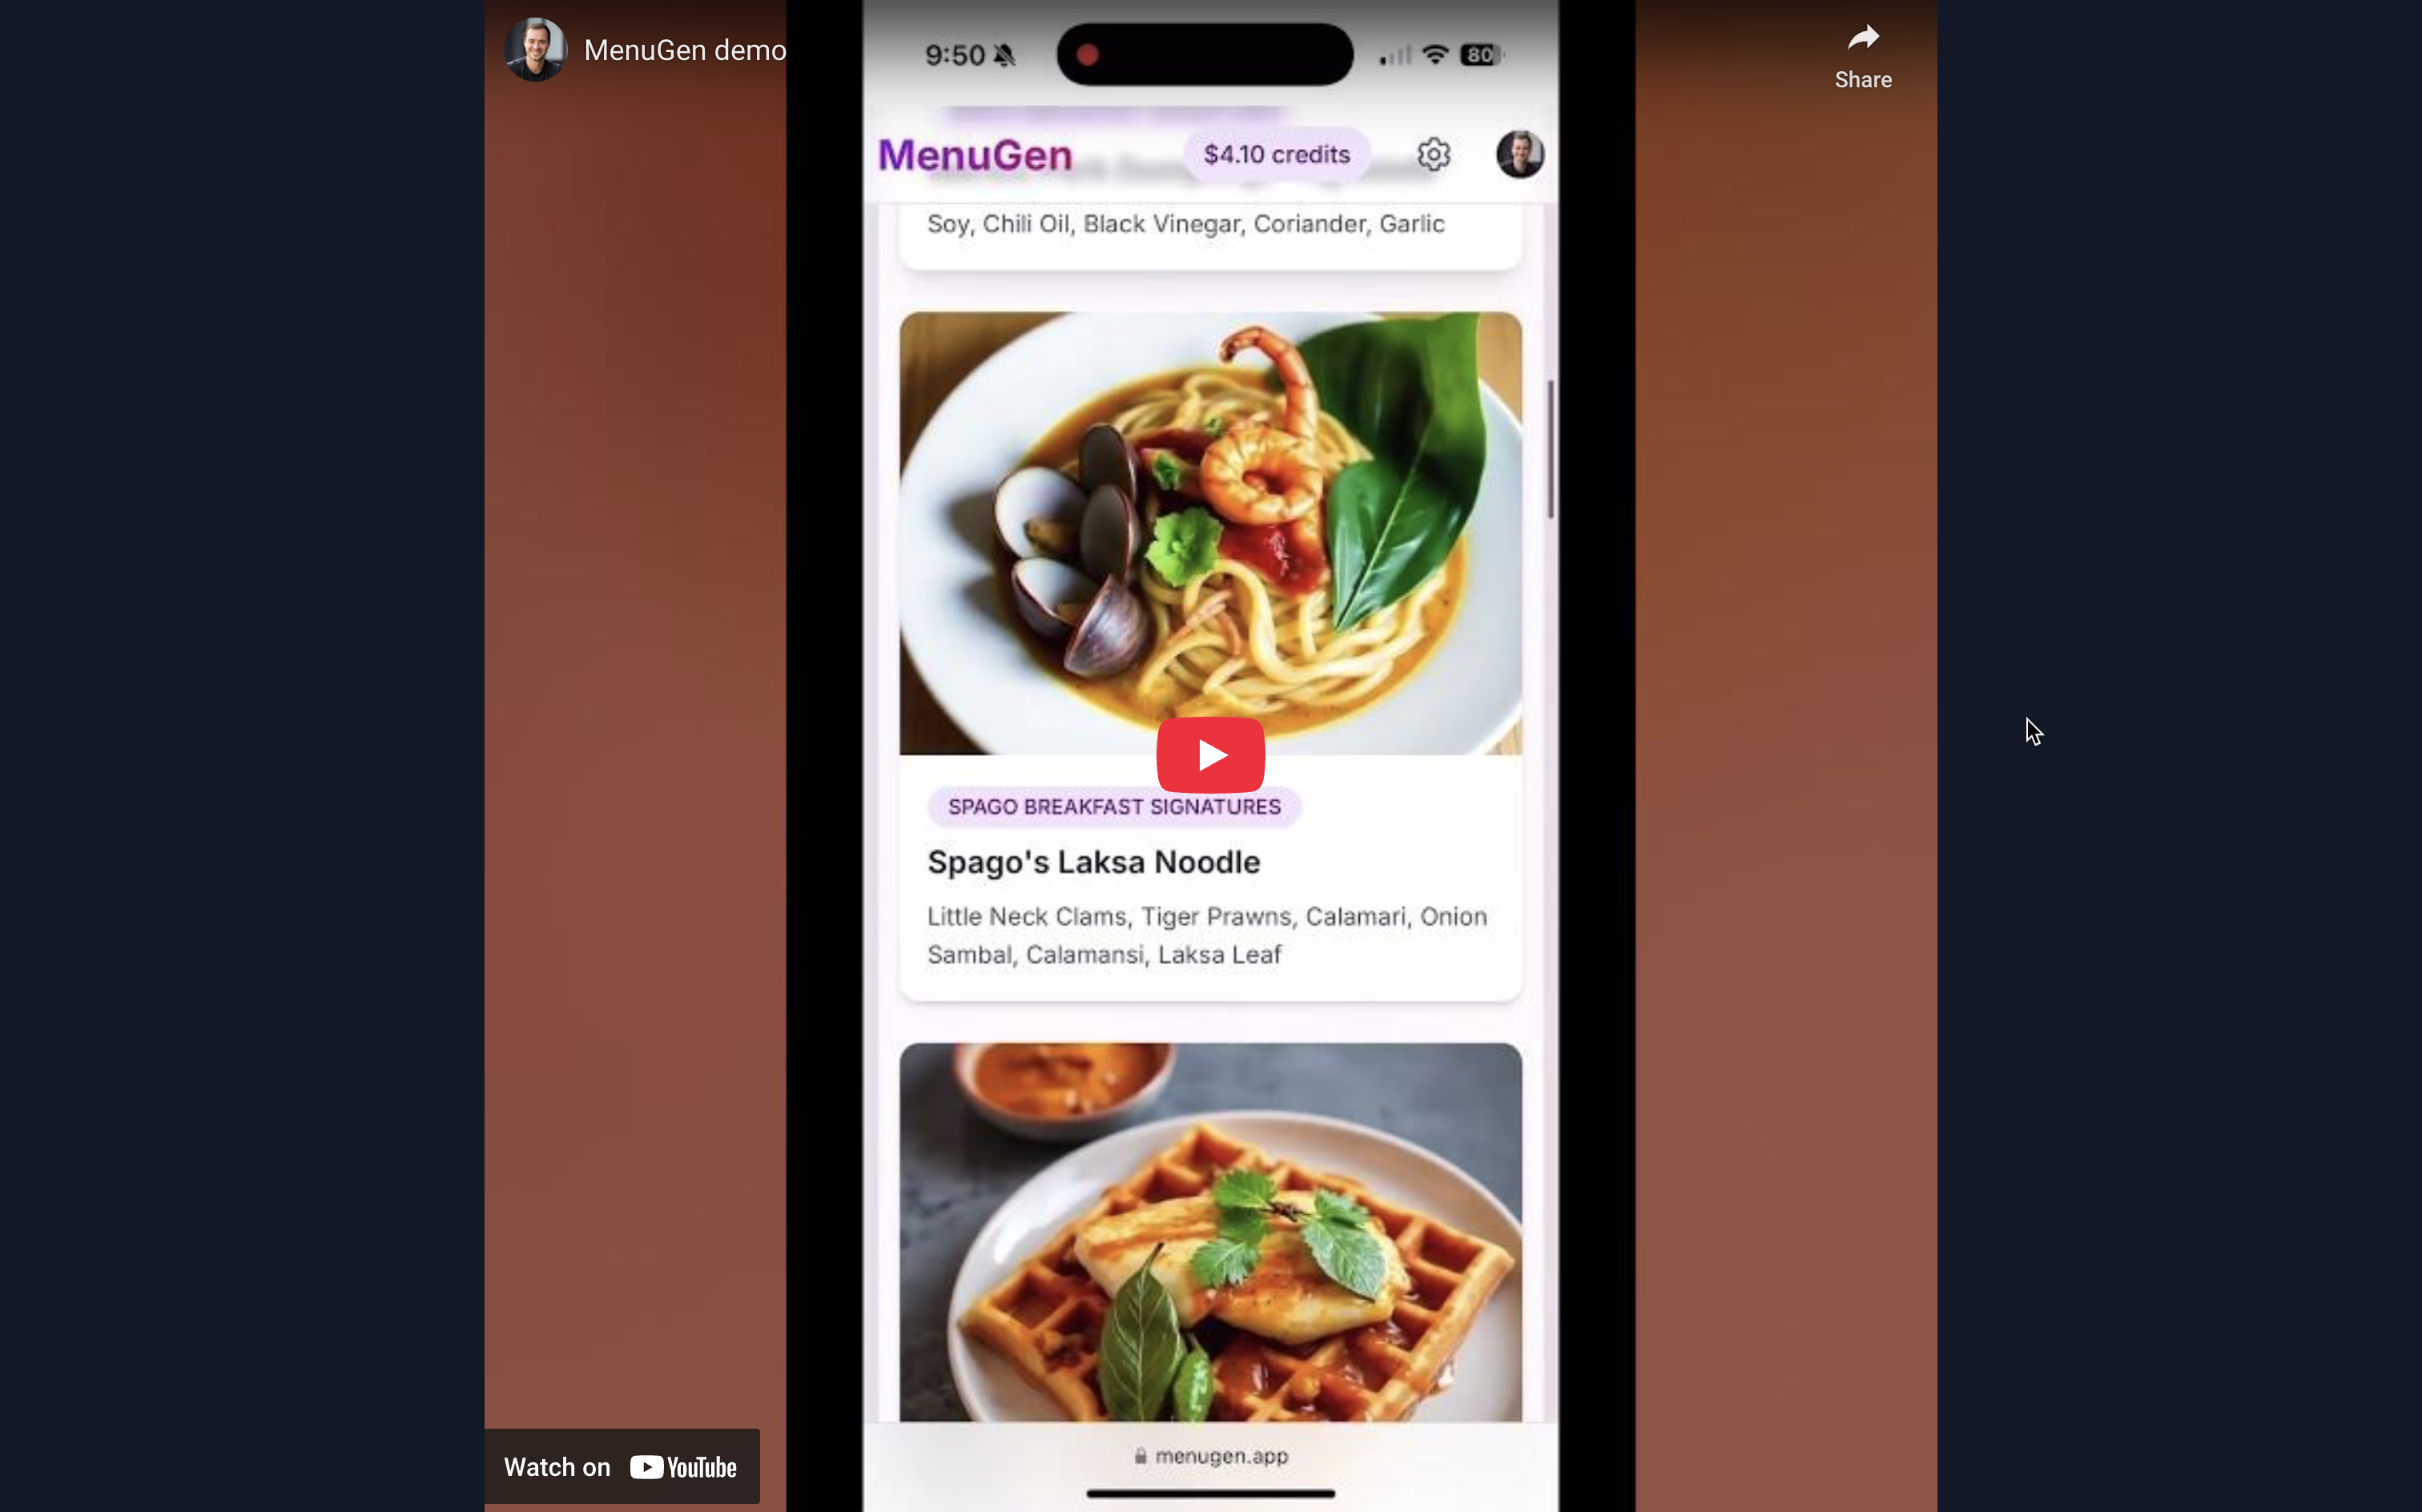 MenuGen demo
Share
9:50
80
MenuGen
$4.10 credits
Soy, Chili Oil, Black Vinegar, Coriander, Garlic
SPAGO BREAKFAST SIGNATURES
Spago's Laksa Noodle
Little Neck Clams, Tiger Prawns, Calamari, Onion
Sambal, Calamansi, Laksa Leaf
menugen.app
Watch on YouTube